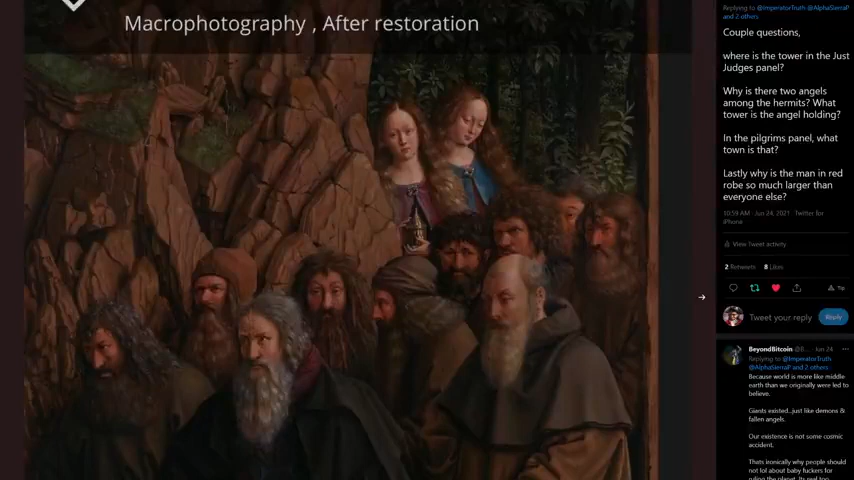 Macrophotography , After restoration
Replying to @ImperatorTruth @AlphaSierraP
and 2 others
Couple questions,
where is the tower in the Just
Judges panel?
Why is there two angels
among the hermits? What
tower is the angel holding?
In the pilgrims panel, what
town is that?
Lastly why is the man in red
robe so much larger than
everyone else?
10:59 AM · Jun 24, 2021 · Twitter for
iPhone
View Tweet activity
2 Retweets 8 Likes
Tip
Tweet your reply
Reply
BeyondBitcoin @B... · Jun 24
Replying to @ImperatorTruth
@AlphaSierraP and 2 others
Because world is more like middle
earth than we originally were led to
believe.
Giants existed...just like demons &
fallen angels.
Our existence is not some cosmic
accident.
Thats ironically why people should
not lol about baby fuckers for
ruling the planet. Its real too